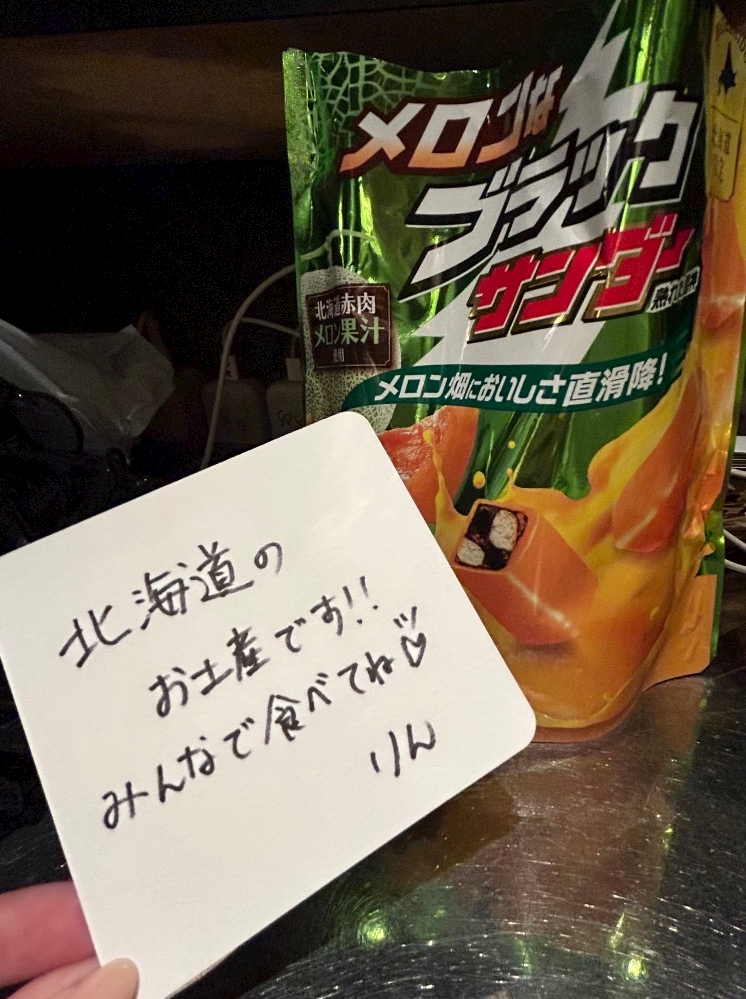 メロンな
ブラック
サンダー
北海道赤肉
メロン果汁
使用
メロン畑においしさ直滑降!
北海道の
お土産です!!
みんなで食べてね♡
りん